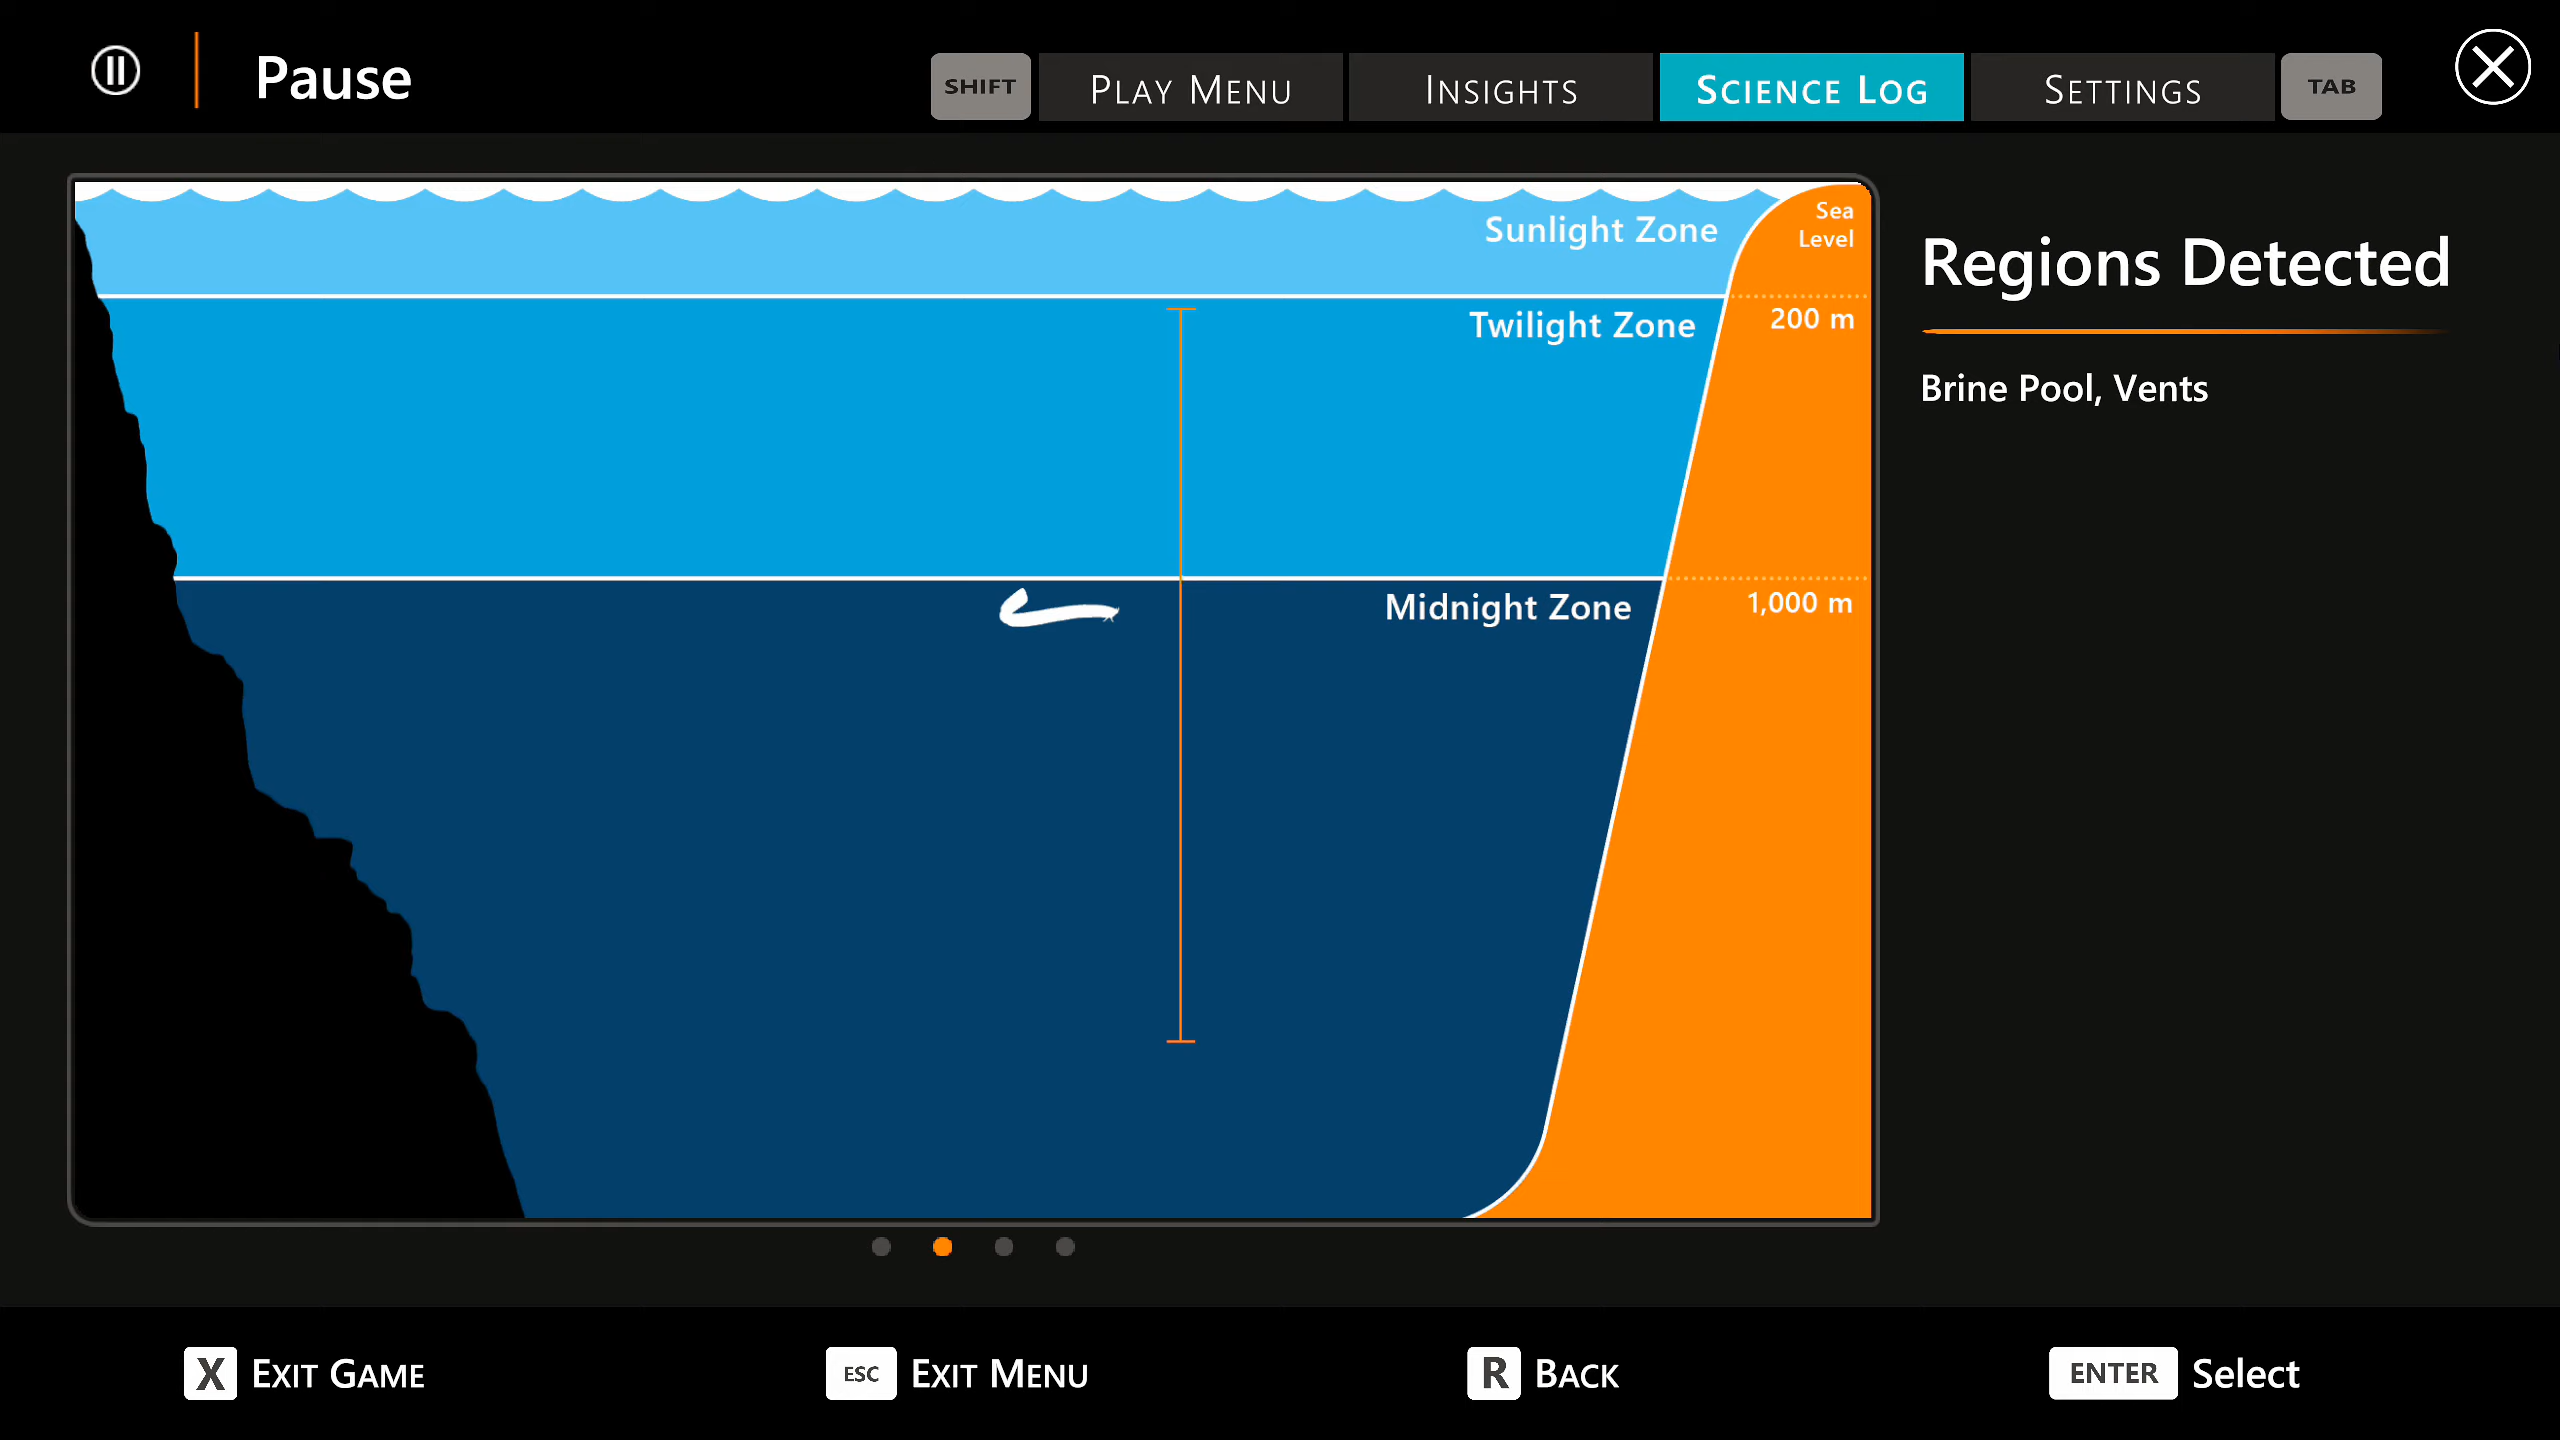 Pause
SHIFT
PLAY MENU
INSIGHTS
SCIENCE LOG
SETTINGS
TAB
Sunlight Zone
Sea
Level
Regions Detected
Twilight Zone
200 m
Brine Pool, Vents
Midnight Zone
1,000 m
X EXIT GAME
ESC EXIT MENU
R BACK
ENTER Select